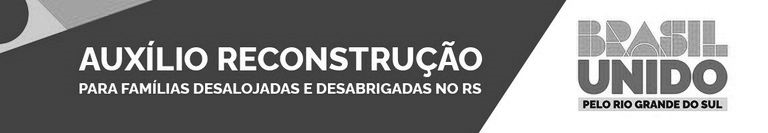 AUXÍLIO RECONSTRUÇÃO
PARA FAMÍLIAS DESALOJADAS E DESABRIGADAS NO RS
BRASIL
UNIDO
PELO RIO GRANDE DO SUL